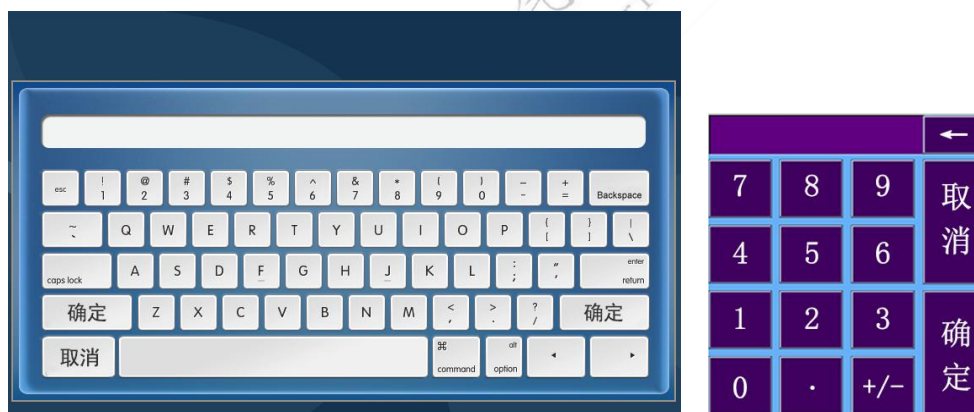 esc ! 1 @ 2 # 3 $ 4 % 5 ^ 6 & 7 * 8 ( 9 ) 0 – - + = Backspace
~ ` Q W E R T Y U I O P { [ } ] | \
caps lock A S D F G H J K L : ; " ' enter return
确定 Z X C V B N M < , > . ? / 确定
取消 ⌘ command alt option ◂ ▸
←
7 8 9 取消
4 5 6
1 2 3 确定
0 . +/-